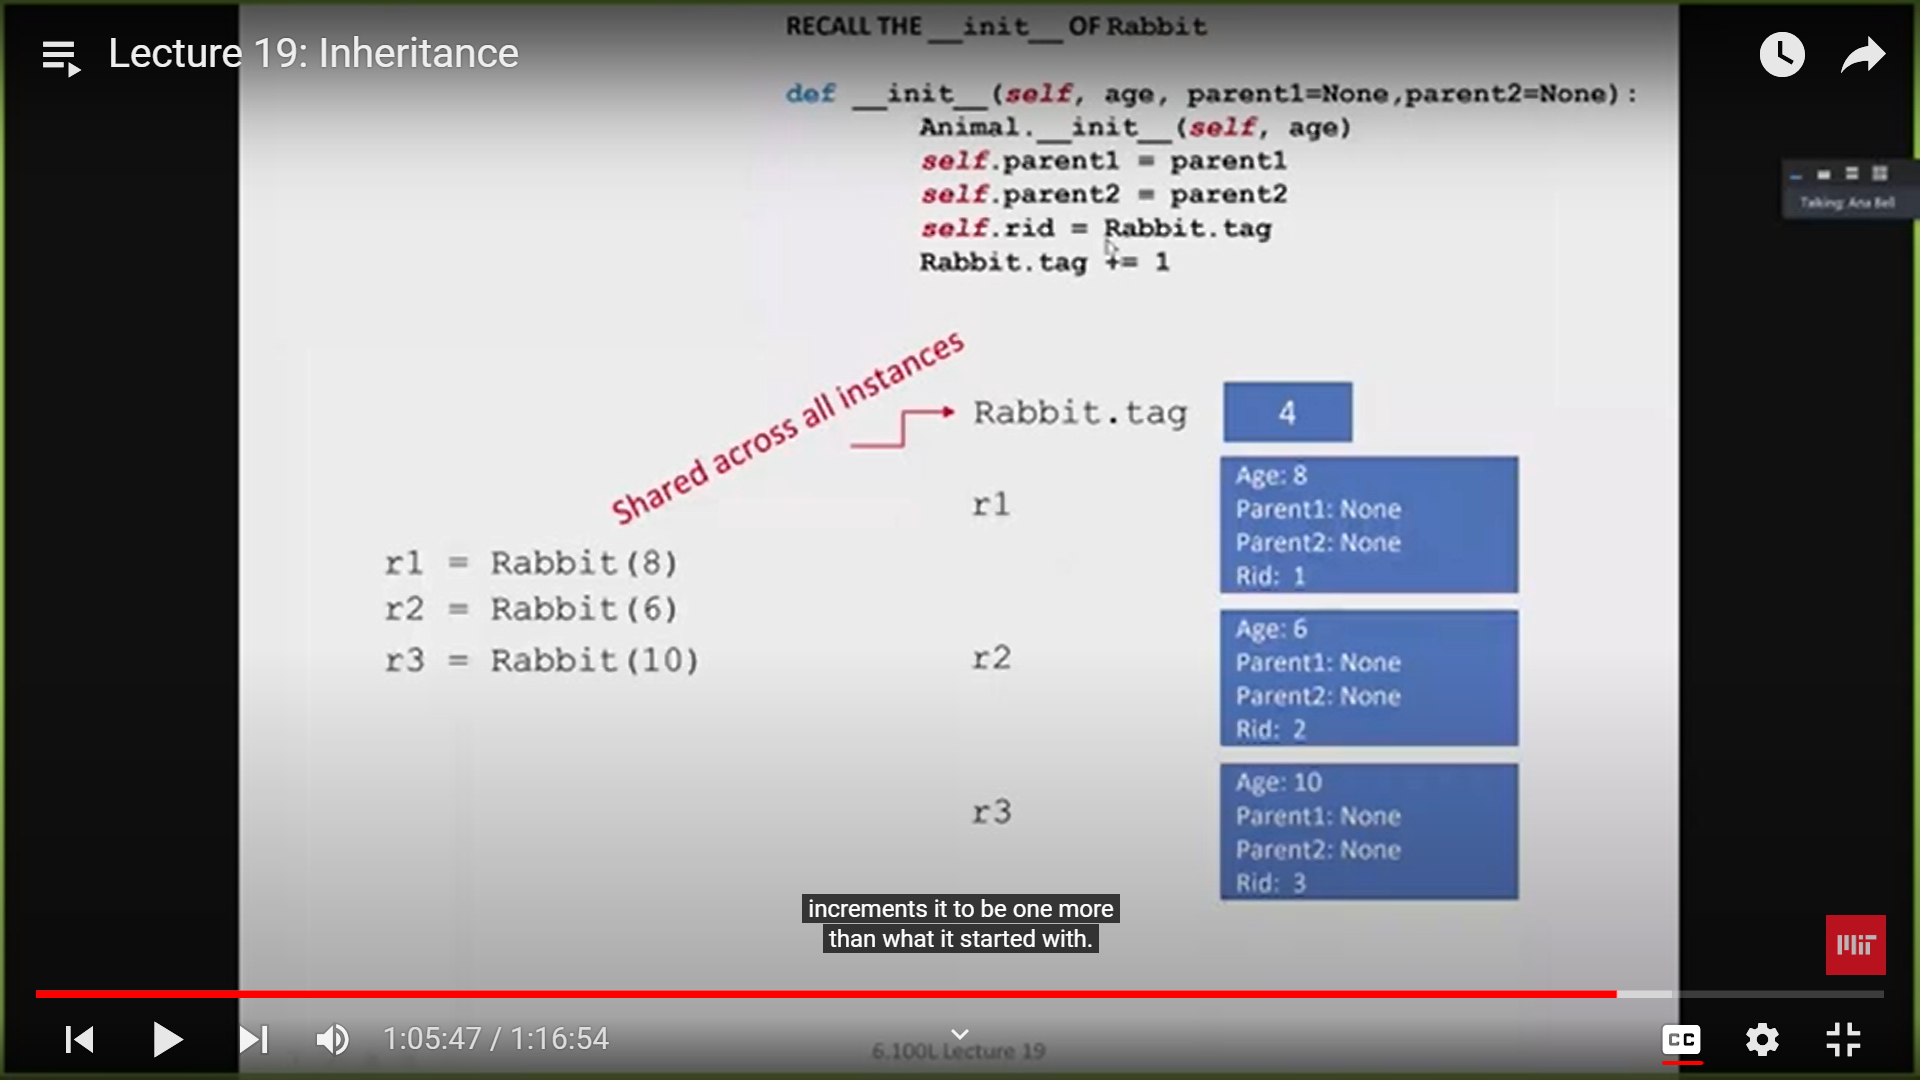 RECALL THE __init__ OF Rabbit
Lecture 19: Inheritance
def __init__(self, age, parent1=None,parent2=None):
Animal.__init__(self, age)
self.parent1 = parent1
self.parent2 = parent2
self.rid = Rabbit.tag
Rabbit.tag += 1
Talking: Ana Bell
Shared across all instances
Rabbit.tag 4
r1
Age: 8
Parent1: None
Parent2: None
Rid: 1
r1 = Rabbit(8)
r2 = Rabbit(6)
r3 = Rabbit(10)
r2
Age: 6
Parent1: None
Parent2: None
Rid: 2
r3
Age: 10
Parent1: None
Parent2: None
Rid: 3
increments it to be one more
than what it started with.
MIT
1:05:47 / 1:16:54
6.100L Lecture 19
CC